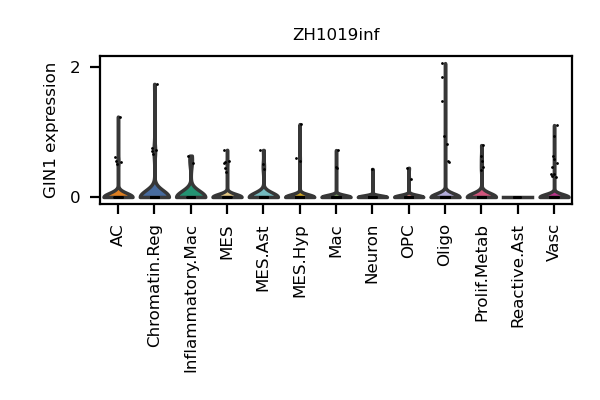 ZH1019inf
GIN1 expression
2
0
AC
Chromatin.Reg
Inflammatory.Mac
MES
MES.Ast
MES.Hyp
Mac
Neuron
OPC
Oligo
Prolif.Metab
Reactive.Ast
Vasc